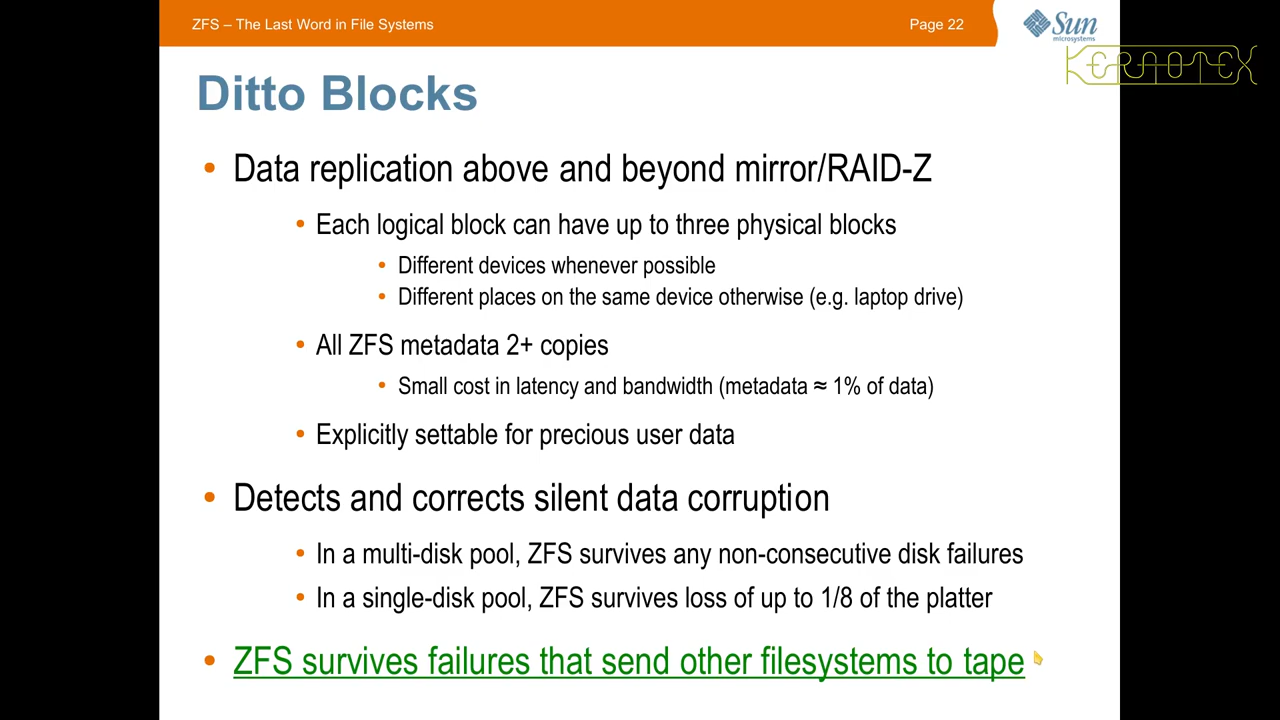 ZFS – The Last Word in File Systems
Page 22
Sun
microsystems
KERNOTEX
Ditto Blocks
• Data replication above and beyond mirror/RAID-Z
• Each logical block can have up to three physical blocks
• Different devices whenever possible
• Different places on the same device otherwise (e.g. laptop drive)
• All ZFS metadata 2+ copies
• Small cost in latency and bandwidth (metadata ≈ 1% of data)
• Explicitly settable for precious user data
• Detects and corrects silent data corruption
• In a multi-disk pool, ZFS survives any non-consecutive disk failures
• In a single-disk pool, ZFS survives loss of up to 1/8 of the platter
• ZFS survives failures that send other filesystems to tape